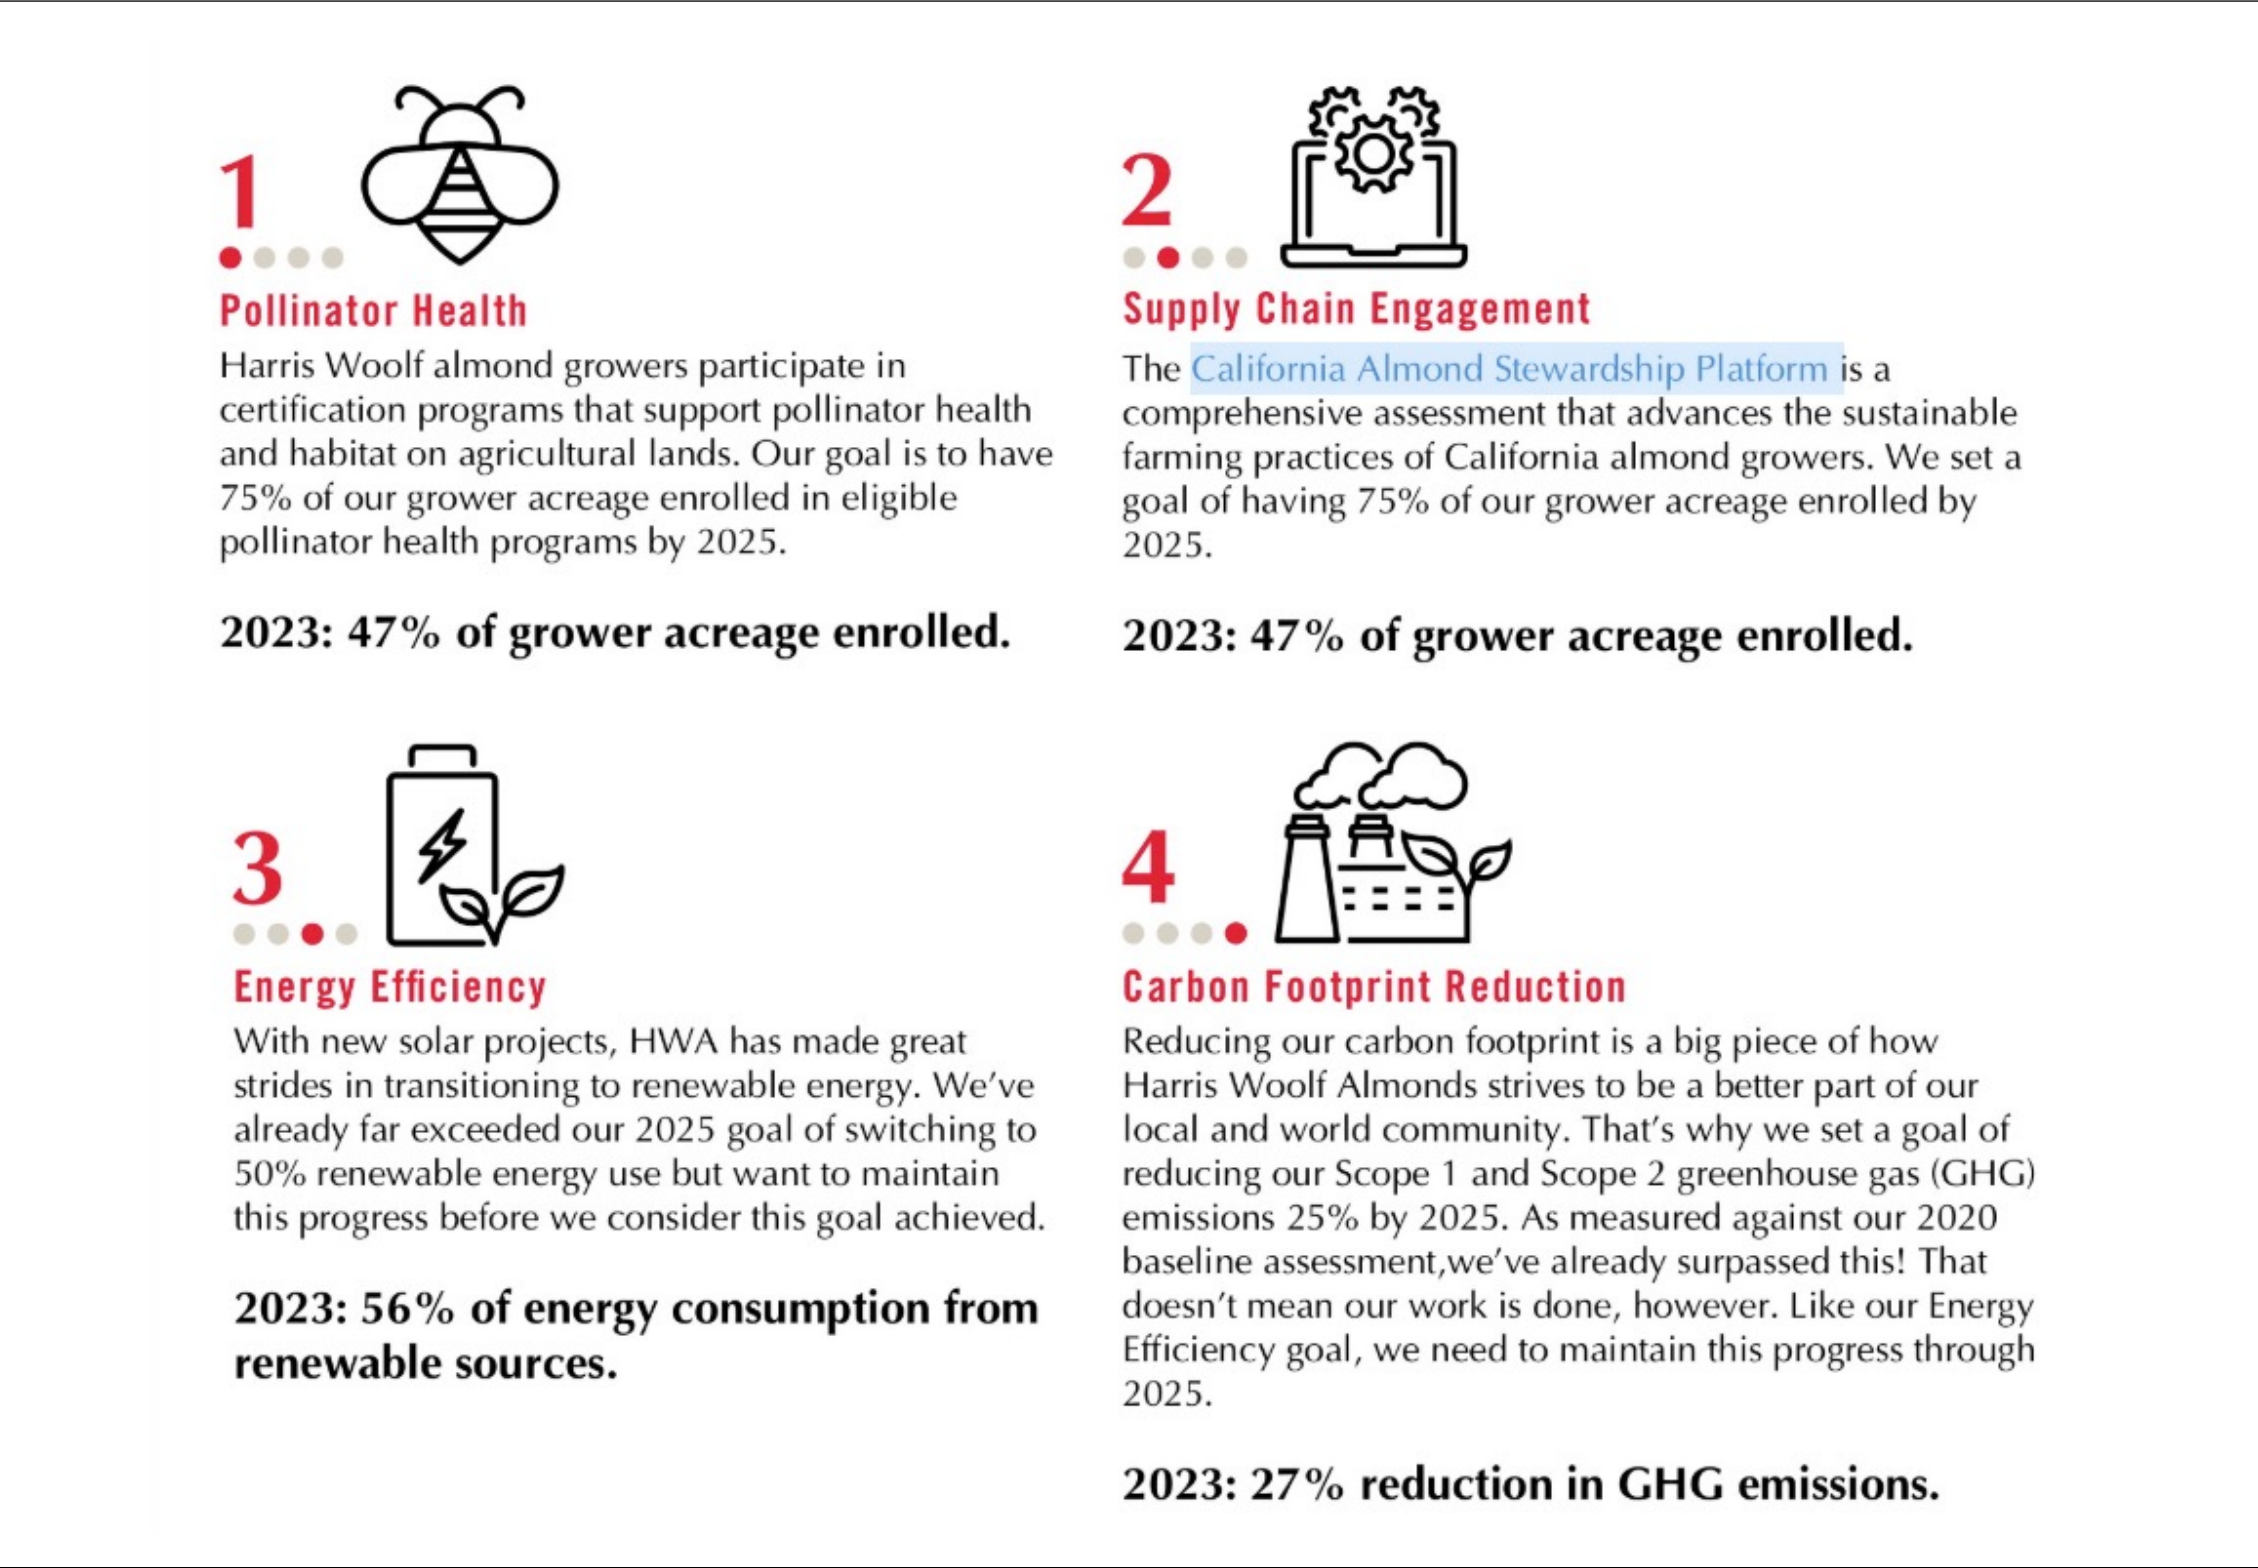 1
Pollinator Health
Harris Woolf almond growers participate in
certification programs that support pollinator health
and habitat on agricultural lands. Our goal is to have
75% of our grower acreage enrolled in eligible
pollinator health programs by 2025.
2023: 47% of grower acreage enrolled.
2
Supply Chain Engagement
The California Almond Stewardship Platform is a
comprehensive assessment that advances the sustainable
farming practices of California almond growers. We set a
goal of having 75% of our grower acreage enrolled by
2025.
2023: 47% of grower acreage enrolled.
3
Energy Efficiency
With new solar projects, HWA has made great
strides in transitioning to renewable energy. We've
already far exceeded our 2025 goal of switching to
50% renewable energy use but want to maintain
this progress before we consider this goal achieved.
2023: 56% of energy consumption from
renewable sources.
4
Carbon Footprint Reduction
Reducing our carbon footprint is a big piece of how
Harris Woolf Almonds strives to be a better part of our
local and world community. That's why we set a goal of
reducing our Scope 1 and Scope 2 greenhouse gas (GHG)
emissions 25% by 2025. As measured against our 2020
baseline assessment,we've already surpassed this! That
doesn't mean our work is done, however. Like our Energy
Efficiency goal, we need to maintain this progress through
2025.
2023: 27% reduction in GHG emissions.